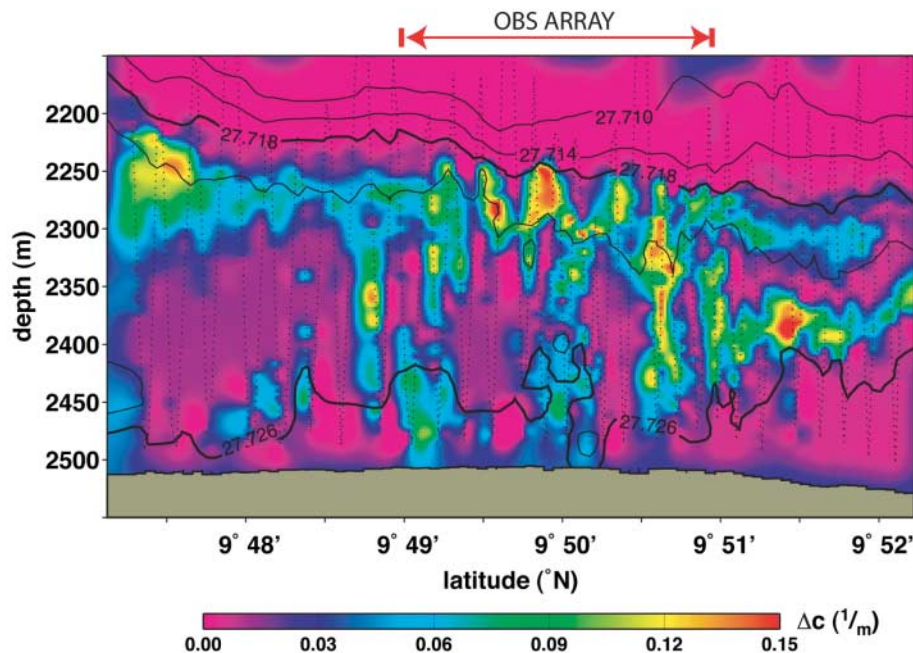 OBS ARRAY
2200
2250
2300
2350
2400
2450
2500
depth (m)
27.710
27.718
27.714
27.718
27.726
27.726
9° 48' 9° 49' 9° 50' 9° 51' 9° 52'
latitude (°N)
0.00 0.03 0.06 0.09 0.12 0.15
Δc (1/m)